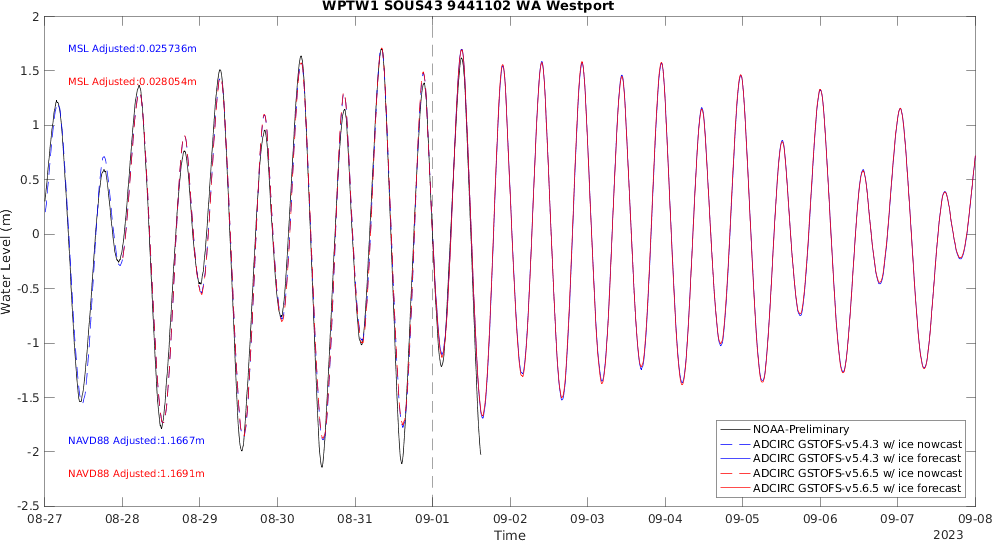 WPTW1 SOUS43 9441102 WA Westport
2
1.5
1
0.5
0
-0.5
-1
-1.5
-2
-2.5
Water Level (m)
MSL Adjusted:0.025736m
MSL Adjusted:0.028054m
NAVD88 Adjusted:1.1667m
NAVD88 Adjusted:1.1691m
NOAA-Preliminary
ADCIRC GSTOFS-v5.4.3 w/ ice nowcast
ADCIRC GSTOFS-v5.4.3 w/ ice forecast
ADCIRC GSTOFS-v5.6.5 w/ ice nowcast
ADCIRC GSTOFS-v5.6.5 w/ ice forecast
08-27 08-28 08-29 08-30 08-31 09-01 09-02 09-03 09-04 09-05 09-06 09-07 09-08
Time
2023